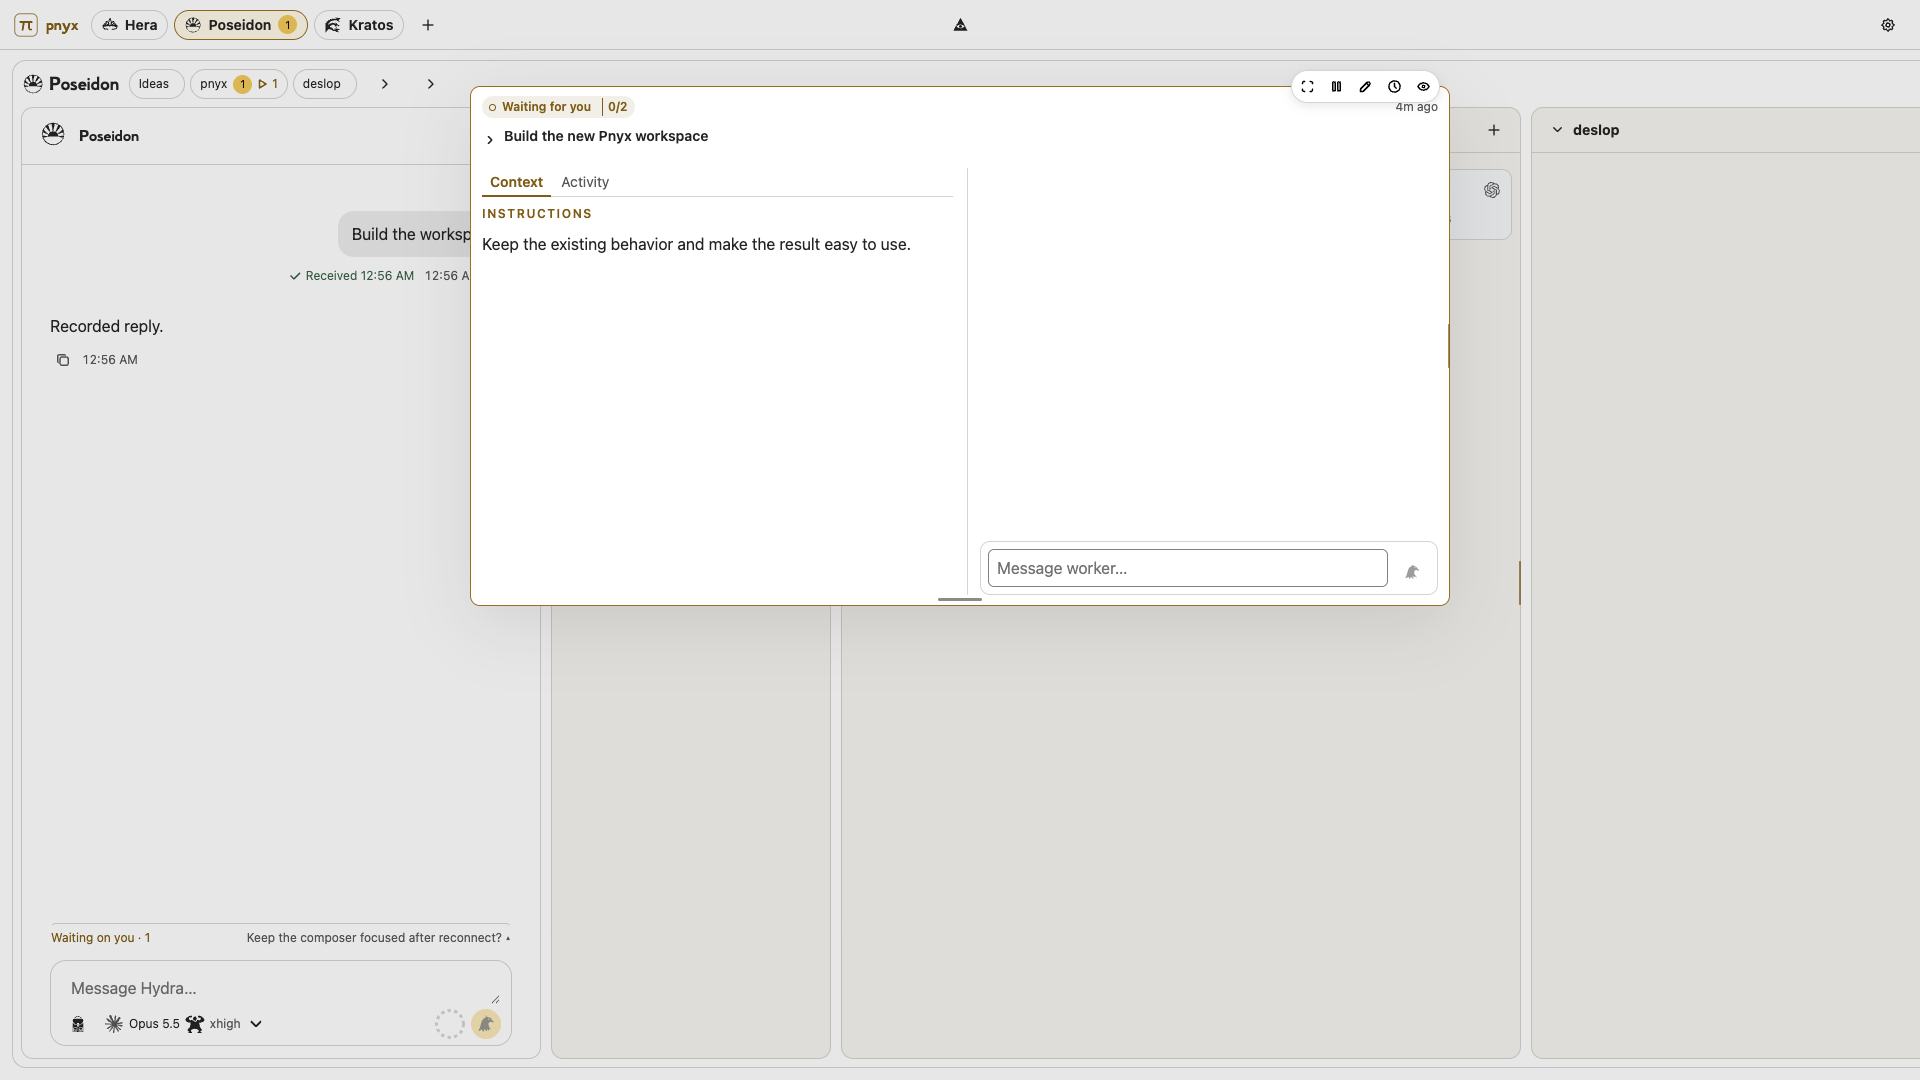 π pnyx Hera Poseidon 1 Kratos
Poseidon Ideas pnyx 1 1 deslop
Waiting for you 0/2
4m ago
Build the new Pnyx workspace
Poseidon
deslop
Context Activity
INSTRUCTIONS
Keep the existing behavior and make the result easy to use.
Build the worksp
Received 12:56 AM 12:56 A
Recorded reply.
12:56 AM
Message worker...
Waiting on you · 1 Keep the composer focused after reconnect?
Message Hydra...
Opus 5.5 xhigh